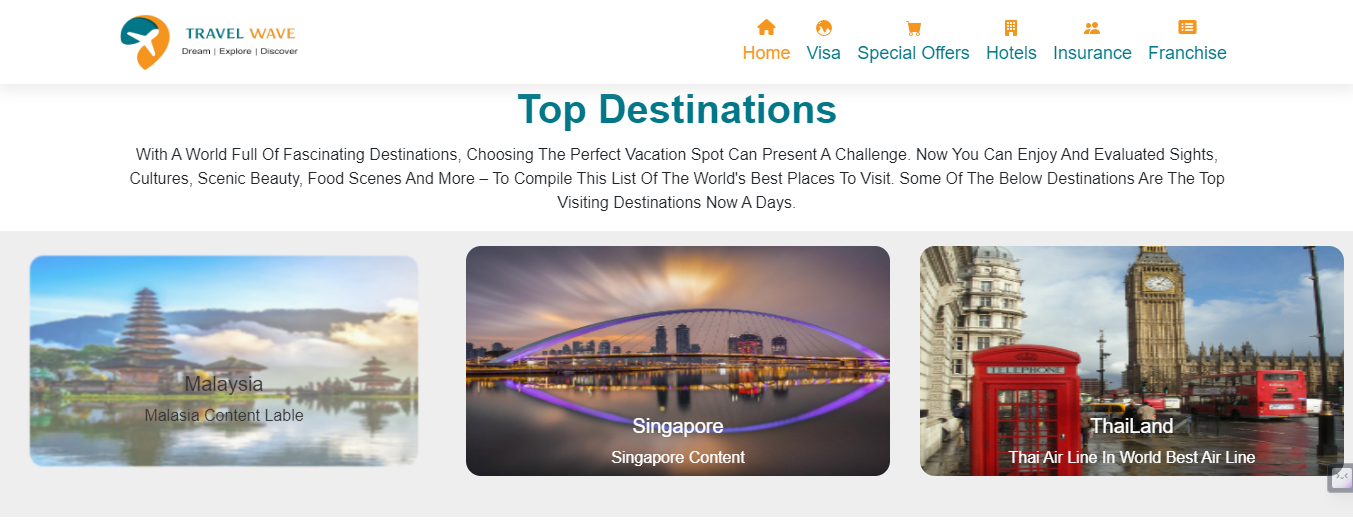 TRAVEL WAVE
Dream | Explore | Discover
Home Visa Special Offers Hotels Insurance Franchise
Top Destinations
With A World Full Of Fascinating Destinations, Choosing The Perfect Vacation Spot Can Present A Challenge. Now You Can Enjoy And Evaluated Sights,
Cultures, Scenic Beauty, Food Scenes And More – To Compile This List Of The World's Best Places To Visit. Some Of The Below Destinations Are The Top
Visiting Destinations Now A Days.
Malaysia
Malasia Content Lable
Singapore
Singapore Content
TELEPHONE
ThaiLand
Thai Air Line In World Best Air Line